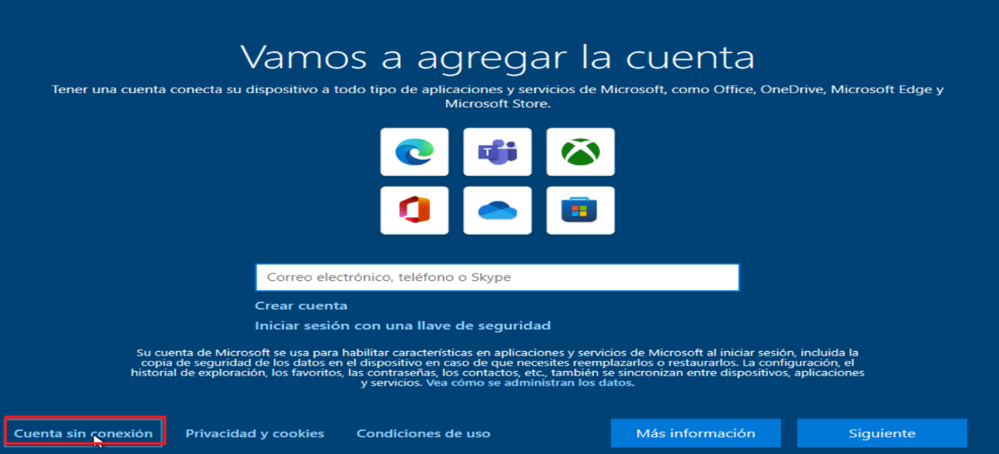 Vamos a agregar la cuenta
Tener una cuenta conecta su dispositivo a todo tipo de aplicaciones y servicios de Microsoft, como Office, OneDrive, Microsoft Edge y
Microsoft Store.
T
Correo electrónico, teléfono o Skype
Crear cuenta
Iniciar sesión con una llave de seguridad
Su cuenta de Microsoft se usa para habilitar características en aplicaciones y servicios de Microsoft al iniciar sesión, incluida la
copia de seguridad de los datos en el dispositivo en caso de que necesites reemplazarlos o restaurarlos. La configuración, el
historial de exploración, los favoritos, las contraseñas, los contactos, etc., también se sincronizan entre dispositivos, aplicaciones
y servicios. Vea cómo se administran los datos.
Cuenta sin conexión Privacidad y cookies Condiciones de uso Más información Siguiente